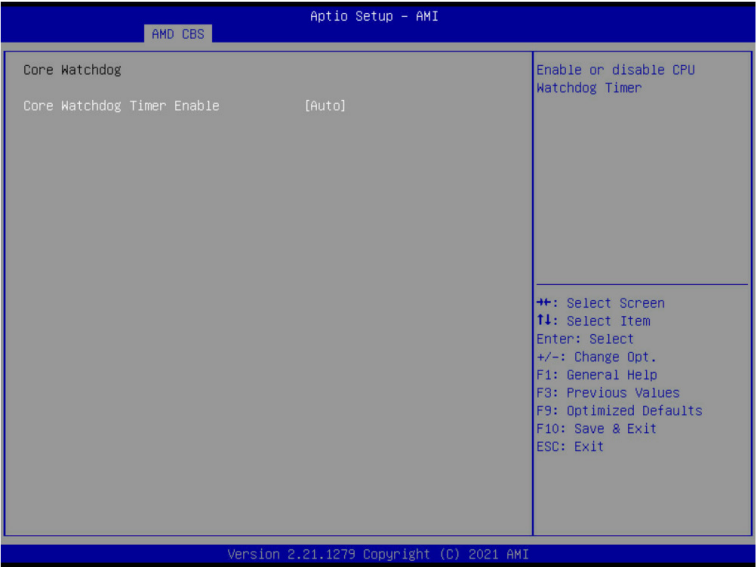 Aptio Setup - AMI
AMD CBS
Core Watchdog
Core Watchdog Timer Enable [Auto]
Enable or disable CPU
Watchdog Timer
→←: Select Screen
↑↓: Select Item
Enter: Select
+/-: Change Opt.
F1: General Help
F3: Previous Values
F9: Optimized Defaults
F10: Save & Exit
ESC: Exit
Version 2.21.1279 Copyright (C) 2021 AMI